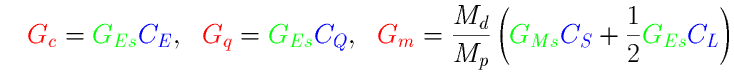 G_c = G_{Es}C_E, G_q = G_{Es}C_Q, G_m = \frac{M_d}{M_p} \left( G_{Ms}C_S + \frac{1}{2} G_{Es}C_L \right)